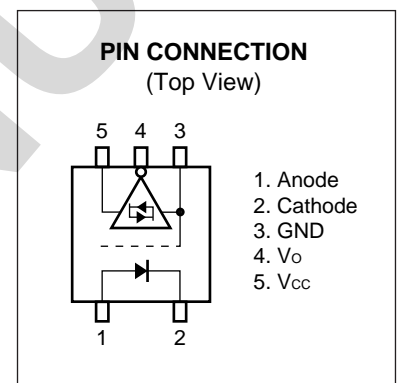 PIN CONNECTION
(Top View)
5 4 3
1. Anode
2. Cathode
3. GND
4. Vo
5. Vcc
1 2